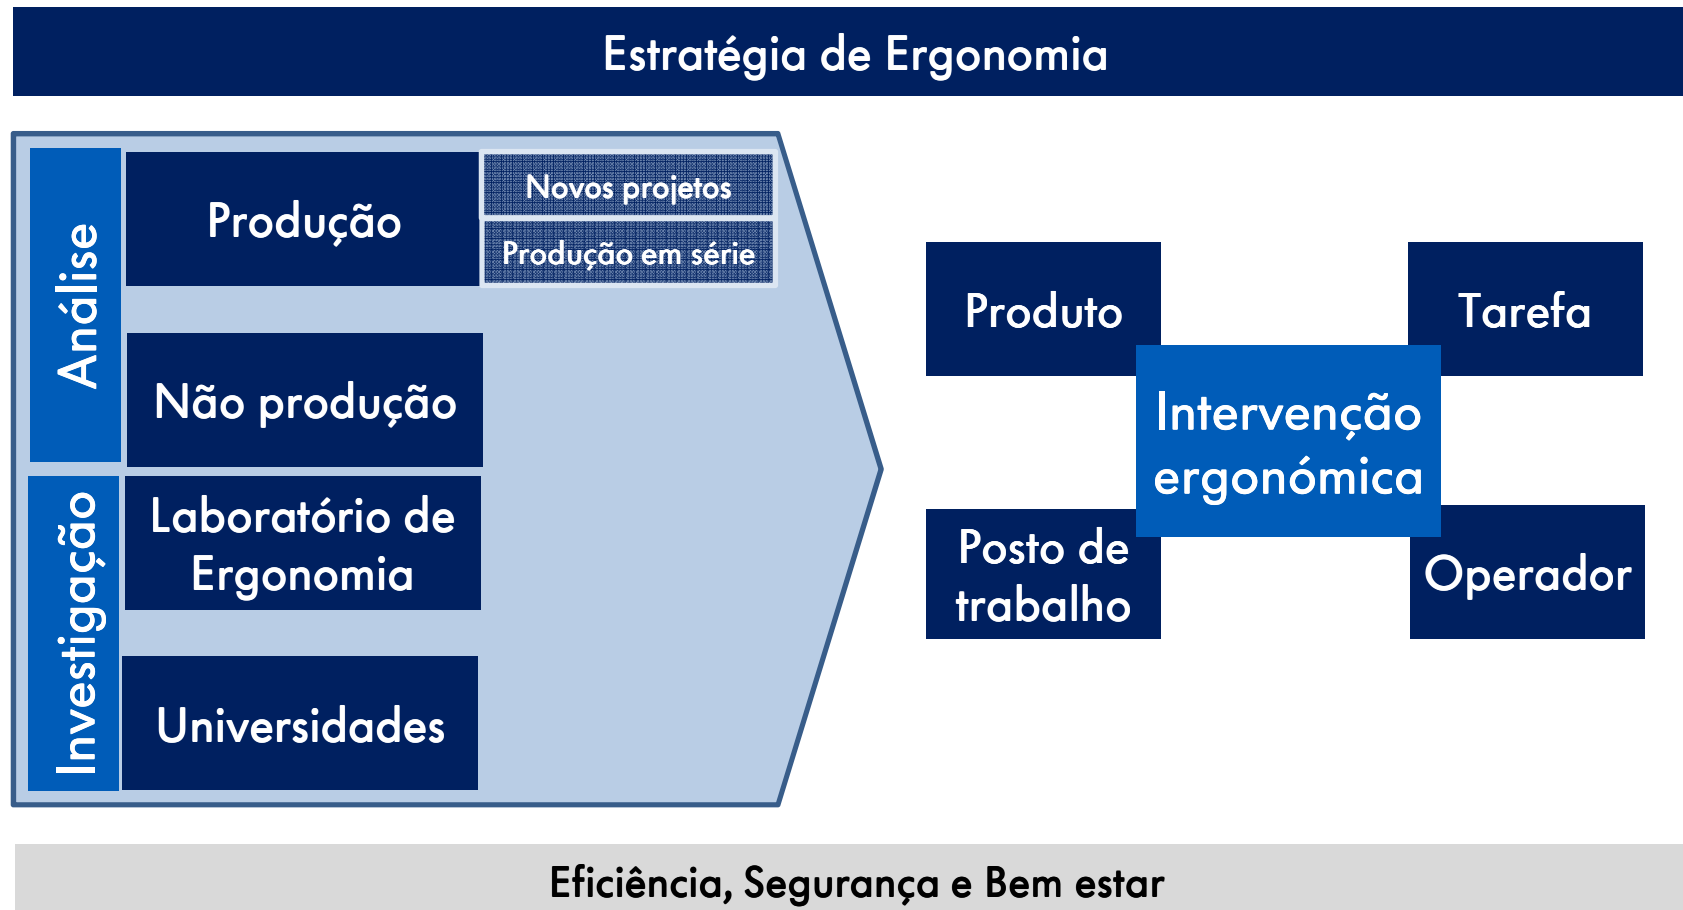 Estratégia de Ergonomia
Análise
Produção
Novos projetos
Produção em série
Não produção
Investigação
Laboratório de
Ergonomia
Universidades
Produto
Tarefa
Intervenção
ergonómica
Posto de
trabalho
Operador
Eficiência, Segurança e Bem estar